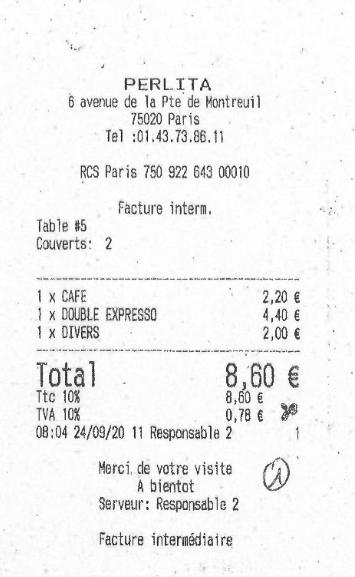 PERLITA
6 avenue de la Pte de Montreuil
75020 Paris
Tel :01.43.73.86.11
RCS Paris 750 922 643 00010
Facture interm.
Table #5
Couverts: 2
1 x CAFE 2,20 €
1 x DOUBLE EXPRESSO 4,40 €
1 x DIVERS 2,00 €
Total 8,60 €
Ttc 10% 8,60 €
TVA 10% 0,78 €
08:04 24/09/20 11 Responsable 2 1
Merci de votre visite
A bientot
Serveur: Responsable 2
Facture intermédiaire